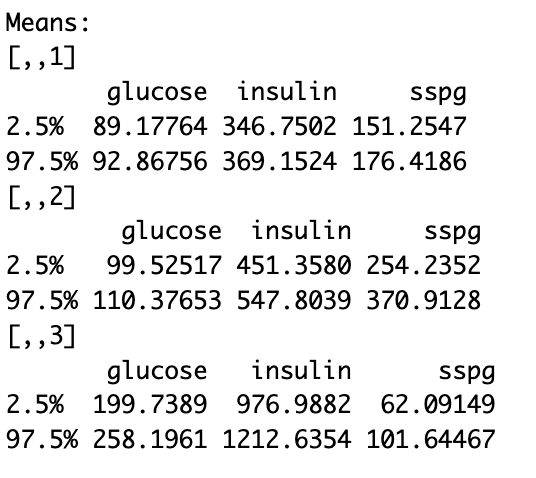 Means:
[,,1]
       glucose  insulin     sspg
2.5%  89.17764 346.7502 151.2547
97.5% 92.86756 369.1524 176.4186
[,,2]
        glucose  insulin     sspg
2.5%   99.52517 451.3580 254.2352
97.5% 110.37653 547.8039 370.9128
[,,3]
       glucose   insulin      sspg
2.5%  199.7389  976.9882  62.09149
97.5% 258.1961 1212.6354 101.64467